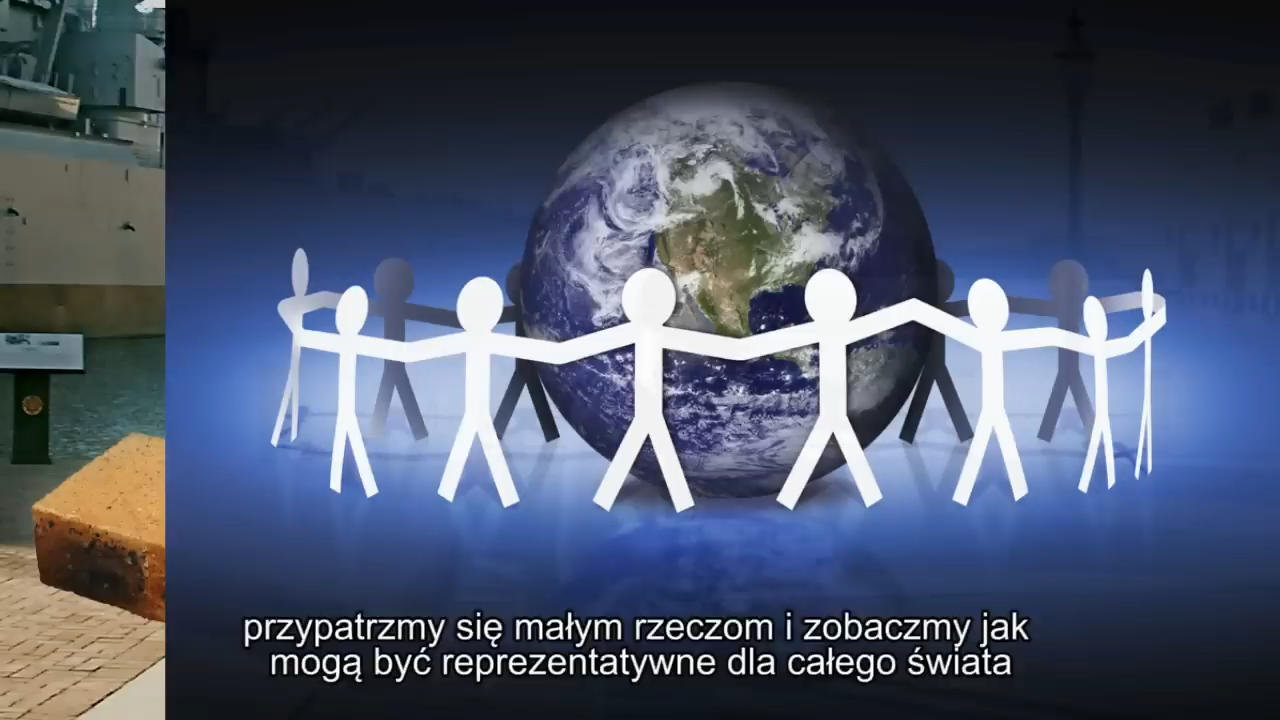 przypatrzmy się małym rzeczom i zobaczmy jak
mogą być reprezentatywne dla całego świata